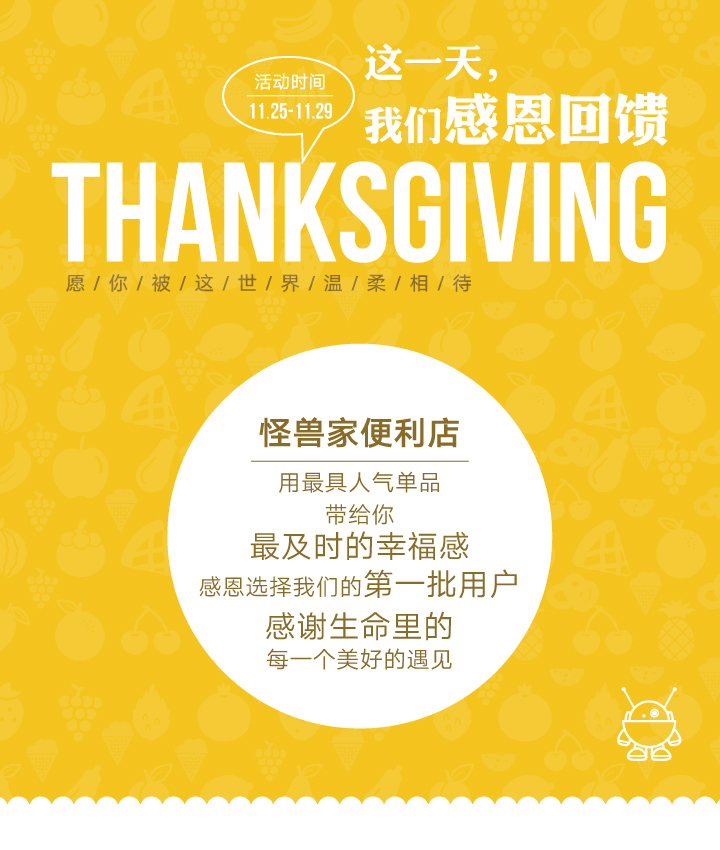 活动时间
11.25-11.29
这一天，
我们感恩回馈
THANKSGIVING
愿/你/被/这/世/界/温/柔/相/待
怪兽家便利店
用最具人气单品
带给你
最及时的幸福感
感恩选择我们的第一批用户
感谢生命里的
每一个美好的遇见